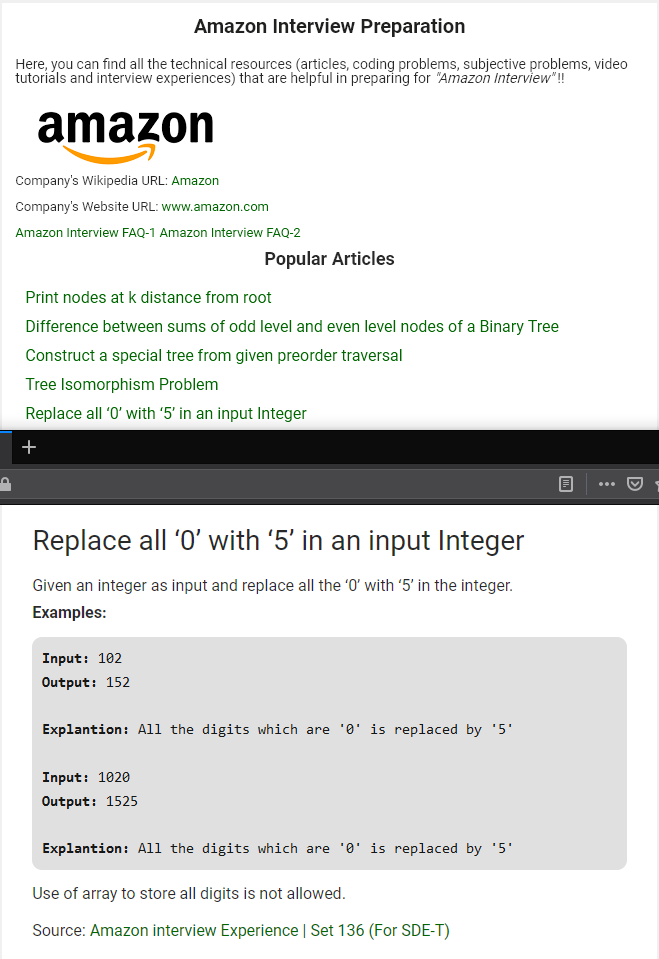 Amazon Interview Preparation
Here, you can find all the technical resources (articles, coding problems, subjective problems, video
tutorials and interview experiences) that are helpful in preparing for "Amazon Interview"!!
amazon
Company's Wikipedia URL: Amazon
Company's Website URL: www.amazon.com
Amazon Interview FAQ-1 Amazon Interview FAQ-2
Popular Articles
Print nodes at k distance from root
Difference between sums of odd level and even level nodes of a Binary Tree
Construct a special tree from given preorder traversal
Tree Isomorphism Problem
Replace all ‘0’ with ‘5’ in an input Integer
Replace all ‘0’ with ‘5’ in an input Integer
Given an integer as input and replace all the ‘0’ with ‘5’ in the integer.
Examples:
Input: 102
Output: 152
Explantion: All the digits which are '0' is replaced by '5'
Input: 1020
Output: 1525
Explantion: All the digits which are '0' is replaced by '5'
Use of array to store all digits is not allowed.
Source: Amazon interview Experience | Set 136 (For SDE-T)